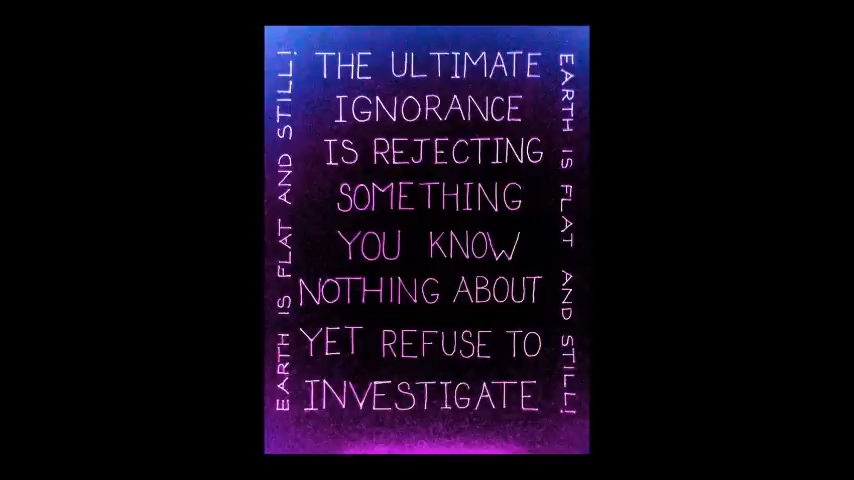 THE ULTIMATE
IGNORANCE
IS REJECTING
SOMETHING
YOU KNOW
NOTHING ABOUT
YET REFUSE TO
INVESTIGATE
EARTH IS FLAT AND STILL!
EARTH IS FLAT AND STILL!